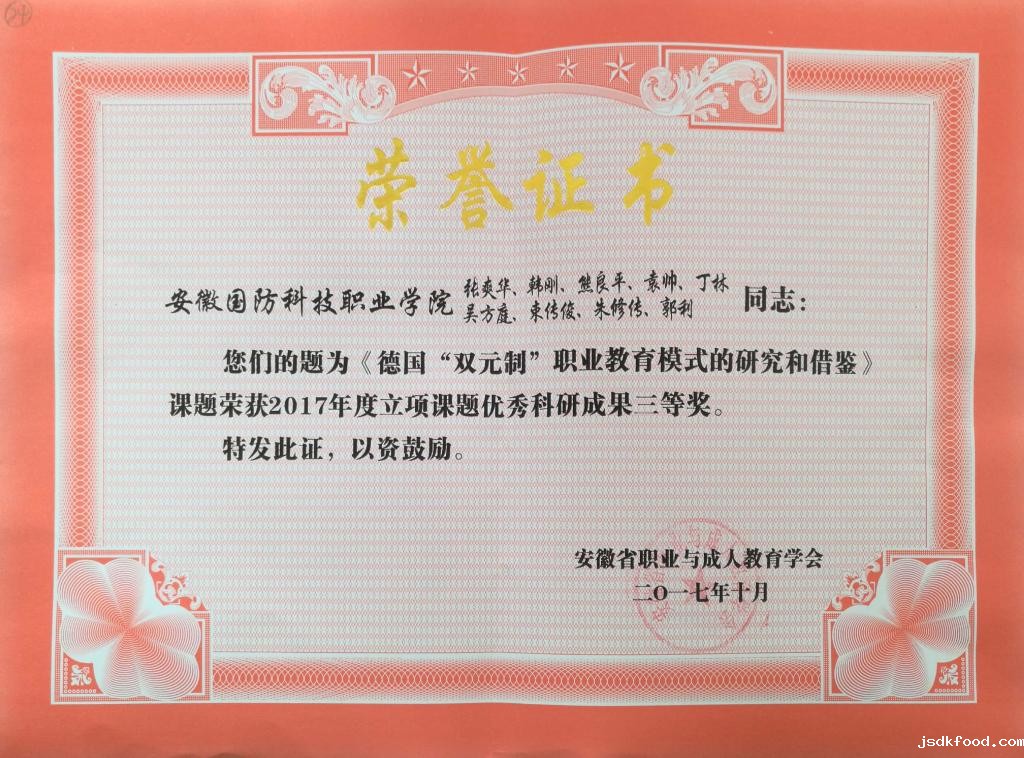 54
荣誉证书
安徽国防科技职业学院 张爽华、韩刚、熊良平、袁帅、丁林 同志：
吴方庭、束传俊、朱修传、郭利
您们的题为《德国“双元制”职业教育模式的研究和借鉴》
课题荣获2017年度立项课题优秀科研成果三等奖。
特发此证，以资鼓励。
安徽省职业与成人教育学会
二O一七年十月
jsdkfood.com